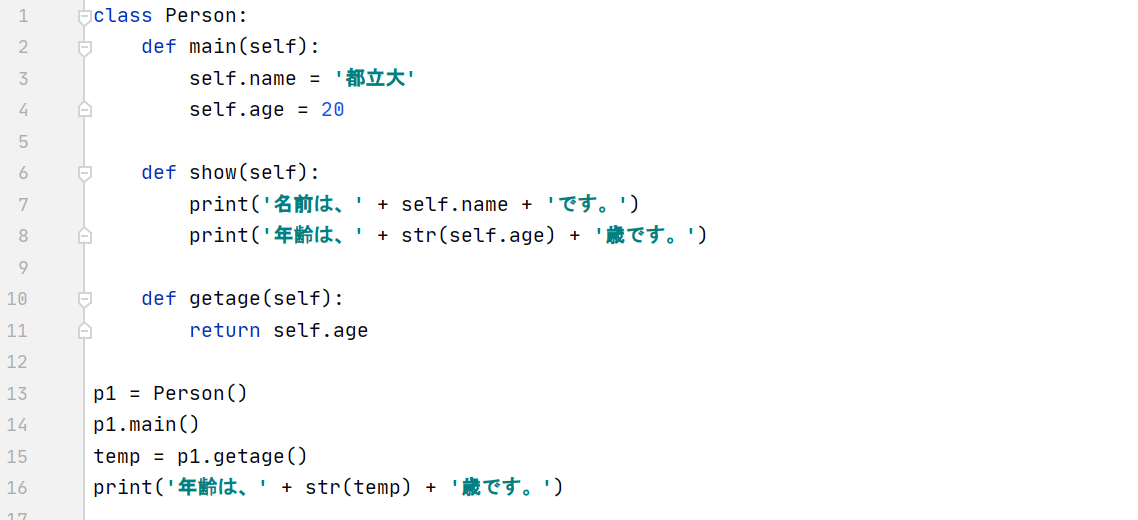 1 class Person:
2     def main(self):
3         self.name = '都立大'
4         self.age = 20
5
6     def show(self):
7         print('名前は、' + self.name + 'です。')
8         print('年齢は、' + str(self.age) + '歳です。')
9
10     def getage(self):
11         return self.age
12
13 p1 = Person()
14 p1.main()
15 temp = p1.getage()
16 print('年齢は、' + str(temp) + '歳です。')
17